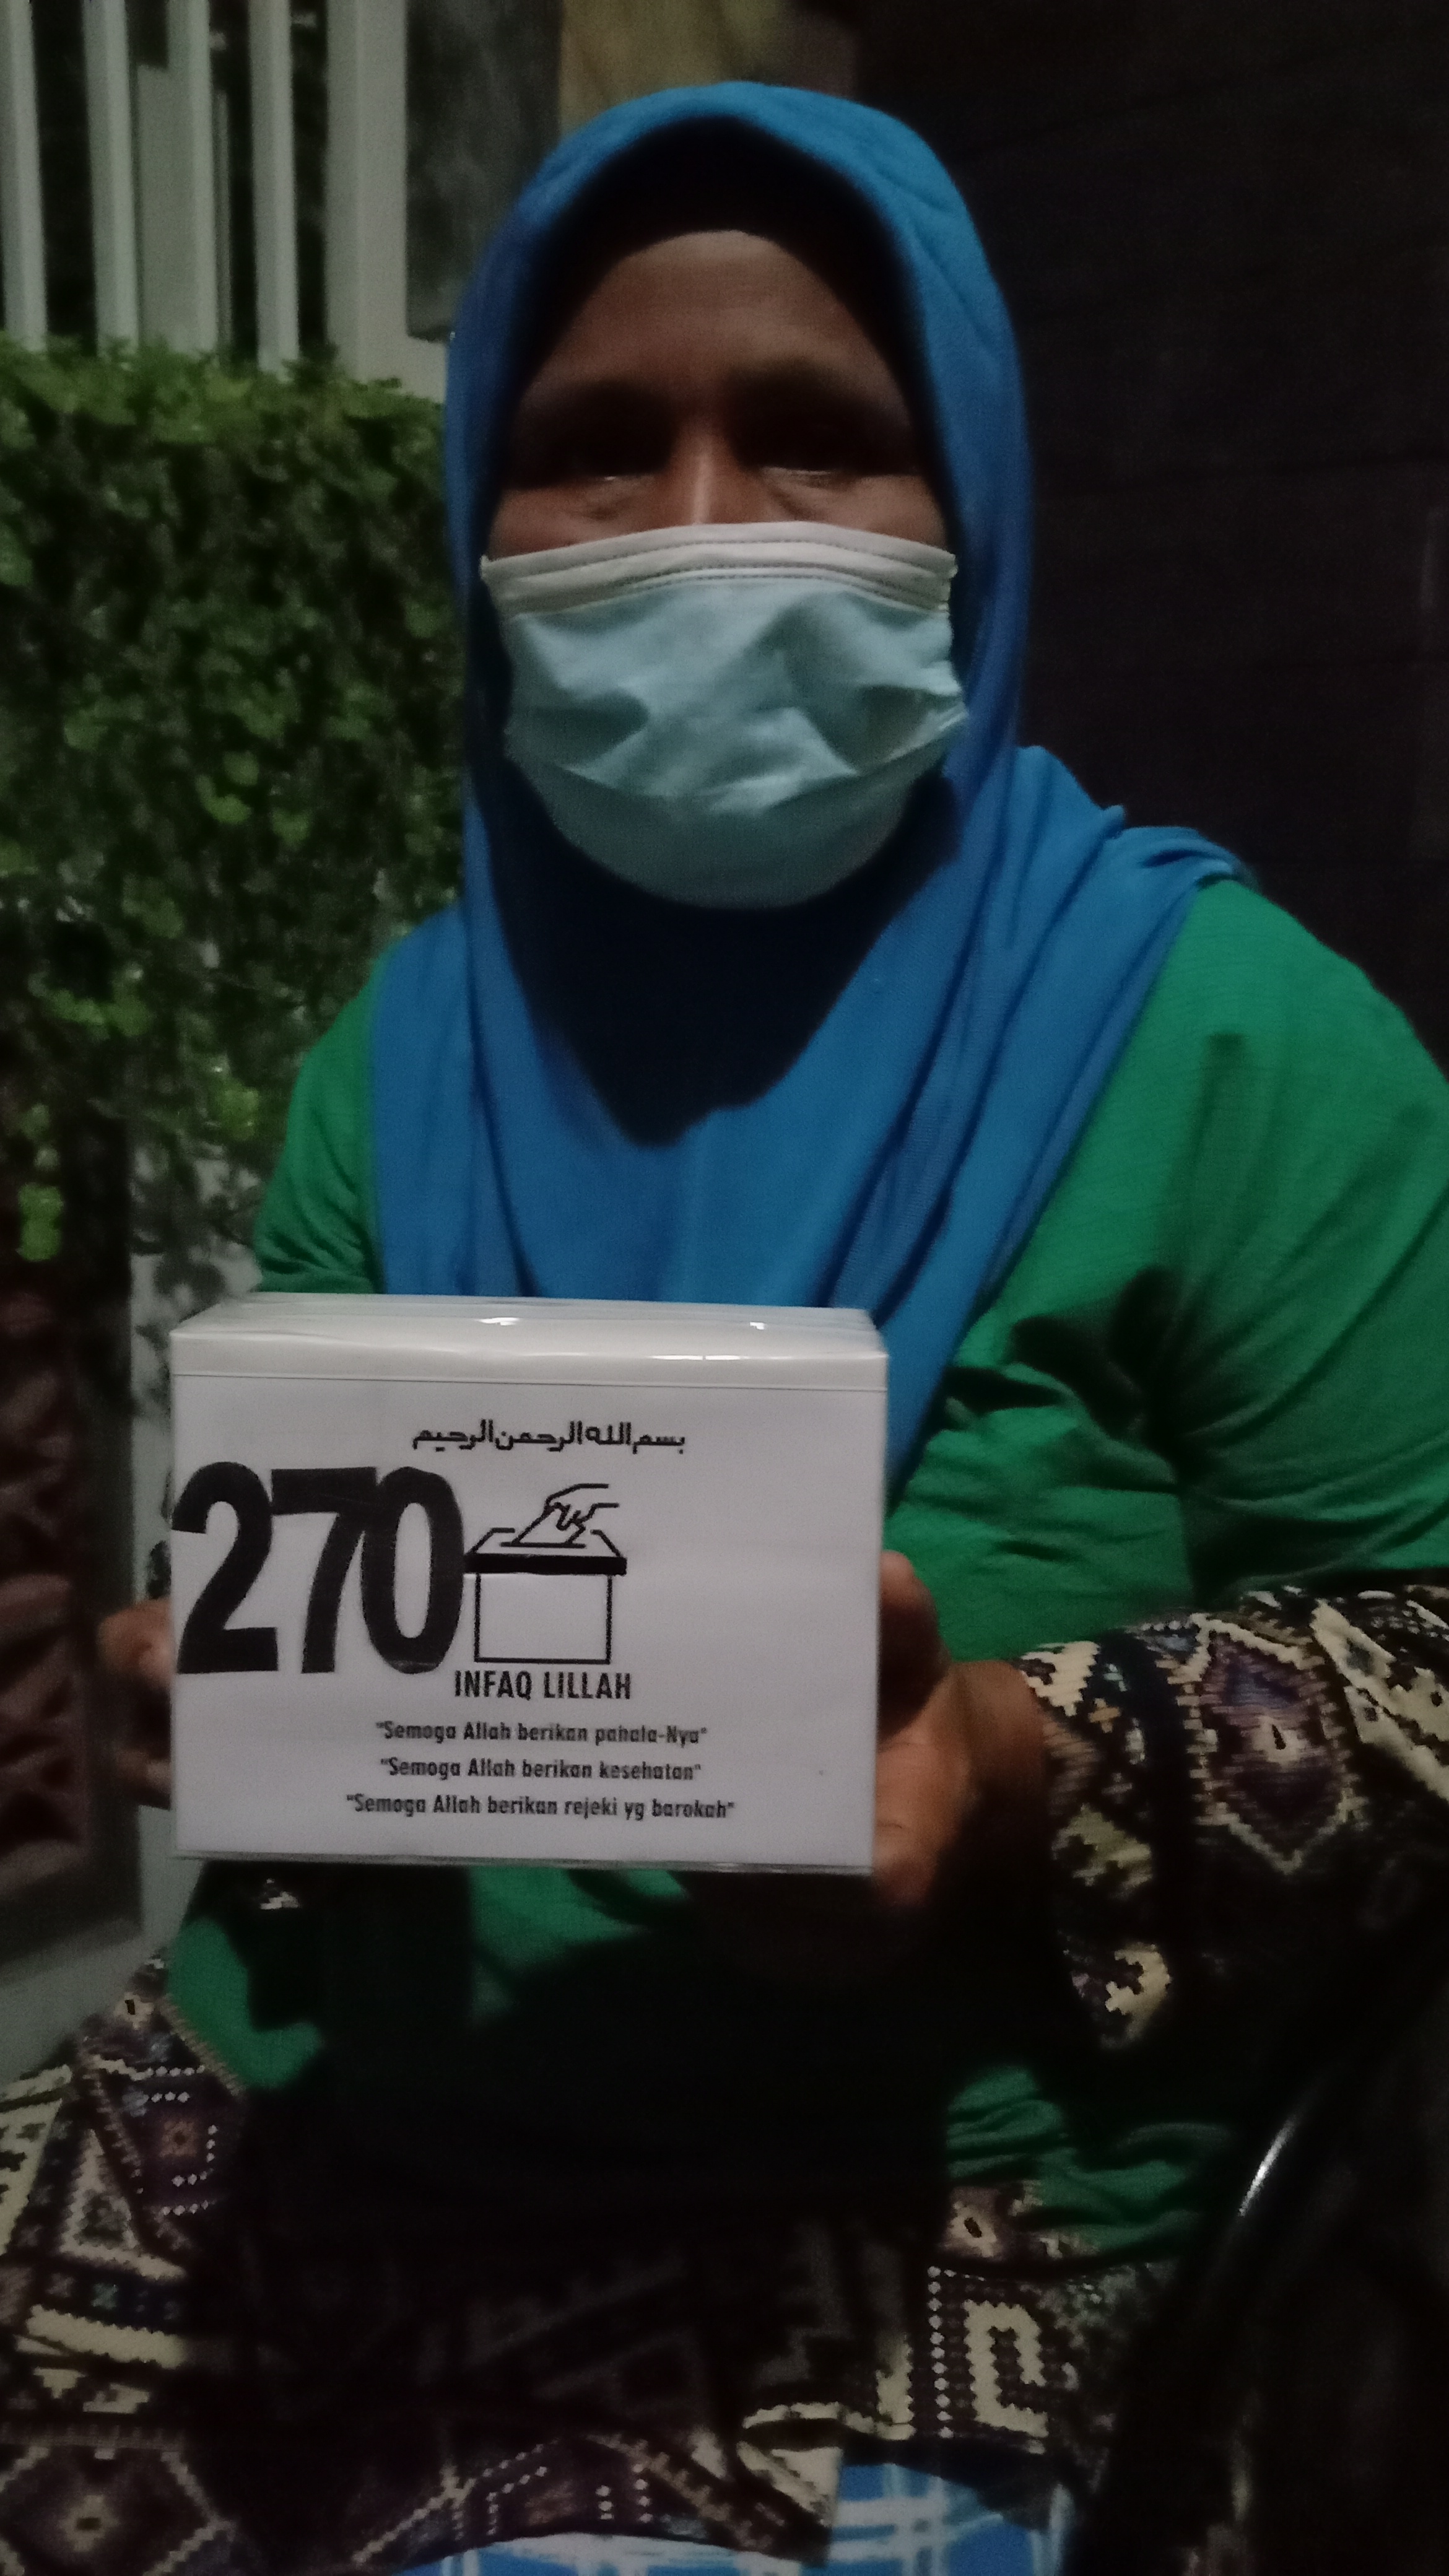 بسم الله الرحمن الرحيم
270
INFAQ LILLAH
"Semoga Allah berikan pahala-Nya"
"Semoga Allah berikan kesehatan"
"Semoga Allah berikan rejeki yg barokah"